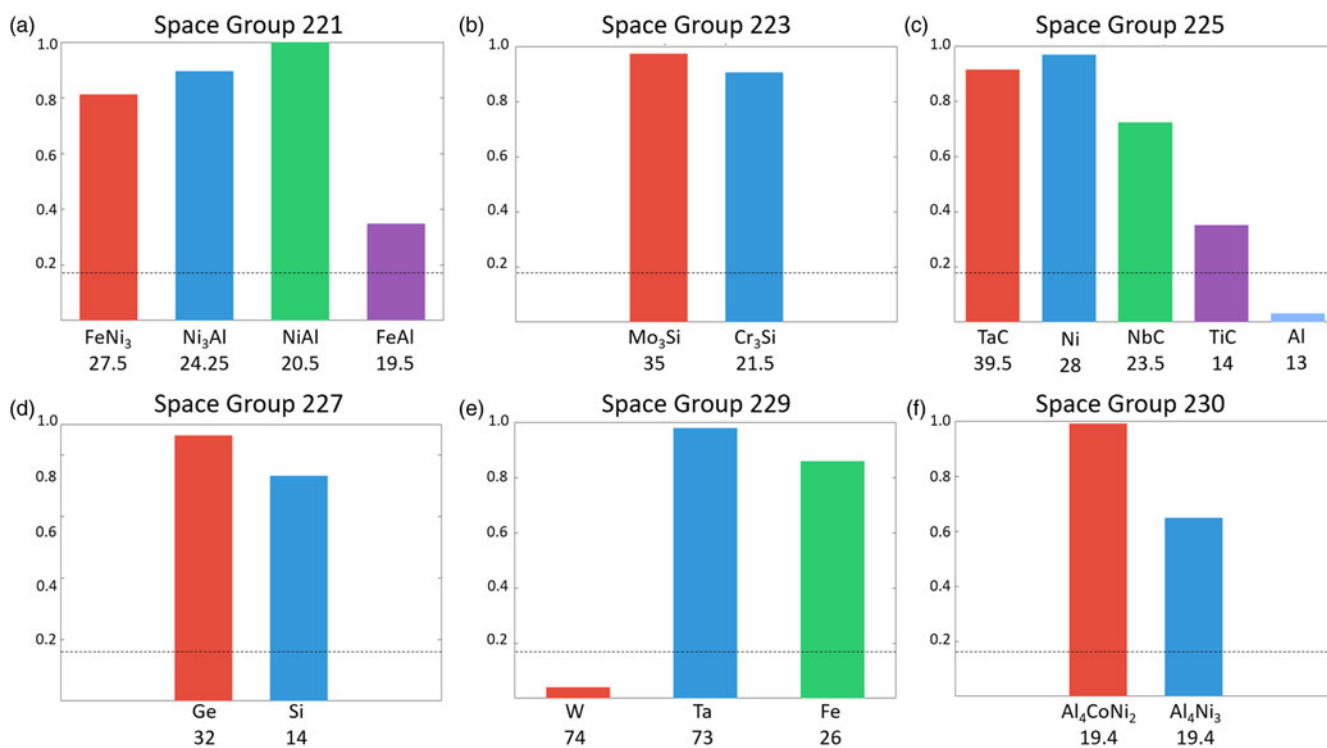 (a) Space Group 221
1.0
0.8
0.6
0.4
0.2
FeNi₃ Ni₃Al NiAl FeAl
27.5 24.25 20.5 19.5
(b) Space Group 223
1.0
0.8
0.6
0.4
0.2
Mo₃Si Cr₃Si
35 21.5
(c) Space Group 225
1.0
0.8
0.6
0.4
0.2
TaC Ni NbC TiC Al
39.5 28 23.5 14 13
(d) Space Group 227
1.0
0.8
0.6
0.4
0.2
Ge Si
32 14
(e) Space Group 229
1.0
0.8
0.6
0.4
0.2
W Ta Fe
74 73 26
(f) Space Group 230
1.0
0.8
0.6
0.4
0.2
Al₄CoNi₂ Al₄Ni₃
19.4 19.4